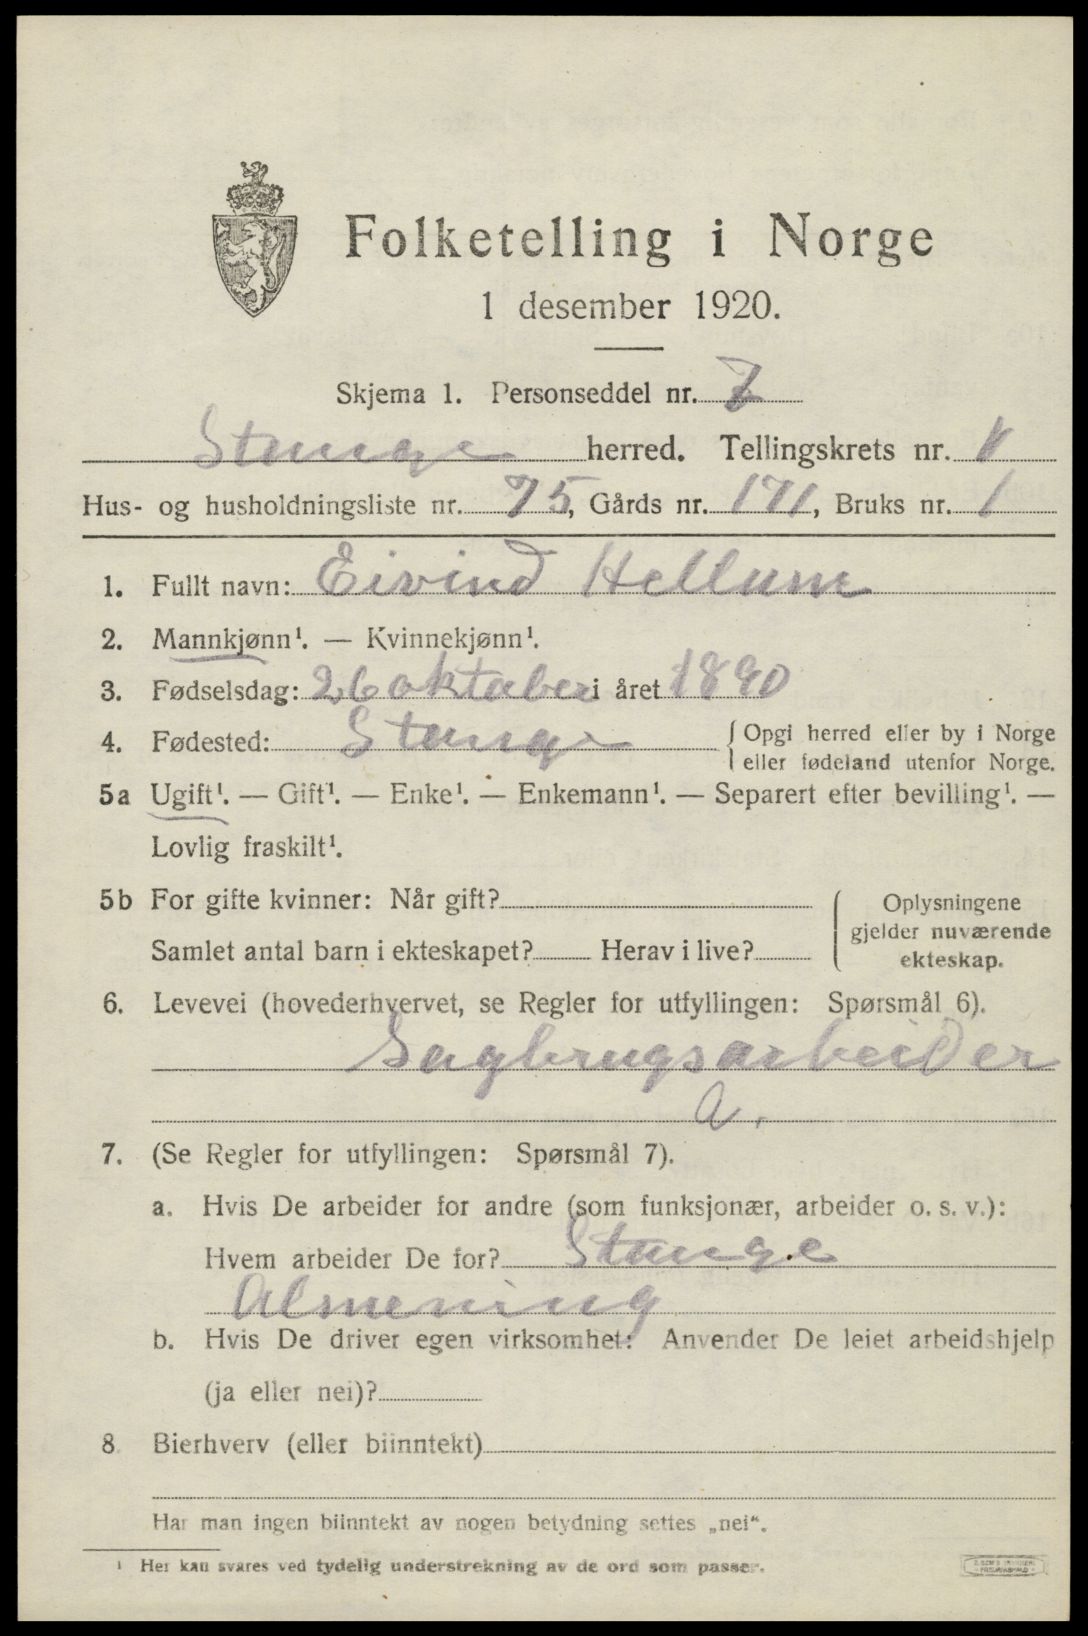 Folketelling i Norge
1 desember 1920.
Skjema 1. Personseddel nr. 7
Stange herred. Tellingskrets nr. V
Hus- og husholdningsliste nr. 75, Gårds nr. 171, Bruks nr. 1
1. Fullt navn: Eivind Hellum
2. Mannkjønn¹. — Kvinnekjønn¹.
3. Fødselsdag: 26 oktober i året 1890
4. Fødested: Stange { Opgi herred eller by i Norge
eller fødeland utenfor Norge.
5a Ugift¹. — Gift¹. — Enke¹. — Enkemann¹. — Separert efter bevilling¹. —
Lovlig fraskilt¹.
5b For gifte kvinner: Når gift?
Samlet antal barn i ekteskapet? Herav i live?
Oplysningene
gjelder nuværende
ekteskap.
6. Levevei (hovederhvervet, se Regler for utfyllingen: Spørsmål 6).
Sagbrugsarbeider
a.
7. (Se Regler for utfyllingen: Spørsmål 7).
a. Hvis De arbeider for andre (som funksjonær, arbeider o. s. v.):
Hvem arbeider De for? Stange
Almening
b. Hvis De driver egen virksomhet: Anvender De leiet arbeidshjelp
(ja eller nei)?
8. Bierhverv (eller biinntekt)
Har man ingen biinntekt av nogen betydning settes „nei“.
¹ Her kan svares ved tydelig understrekning av de ord som passer.